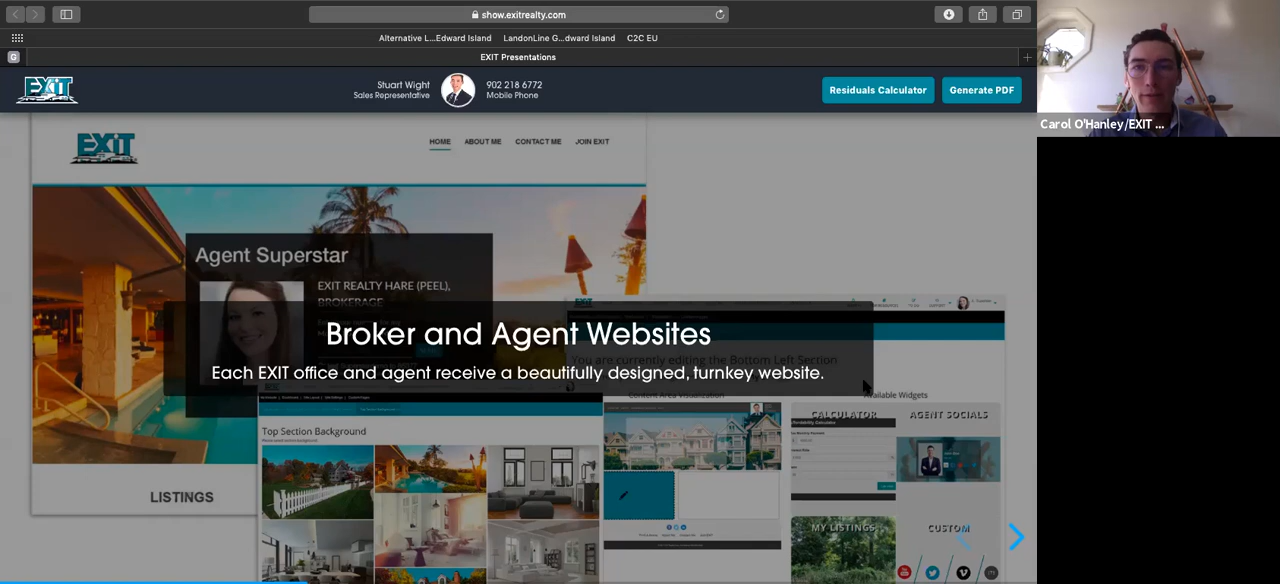 show.exitrealty.com
Alternative L...Edward Island
LandonLine G...dward Island
C2C EU
G
EXIT Presentations
EXIT
Stuart Wight
Sales Representative
902 218 6772
Mobile Phone
Residuals Calculator
Generate PDF
Carol O'Hanley/EXIT ...
EXIT
HOME
ABOUT ME
CONTACT ME
JOIN EXIT
Agent Superstar
EXIT REALTY HARE (PEEL),
BROKERAGE
Broker and Agent Websites
You are currently editing the Bottom Left Section
Each EXIT office and agent receive a beautifully designed, turnkey website.
Content Area Visualization
Available Widgets
Top Section Background
CALCULATOR
AGENT SOCIALS
LISTINGS
MY LISTINGS
CUSTOM